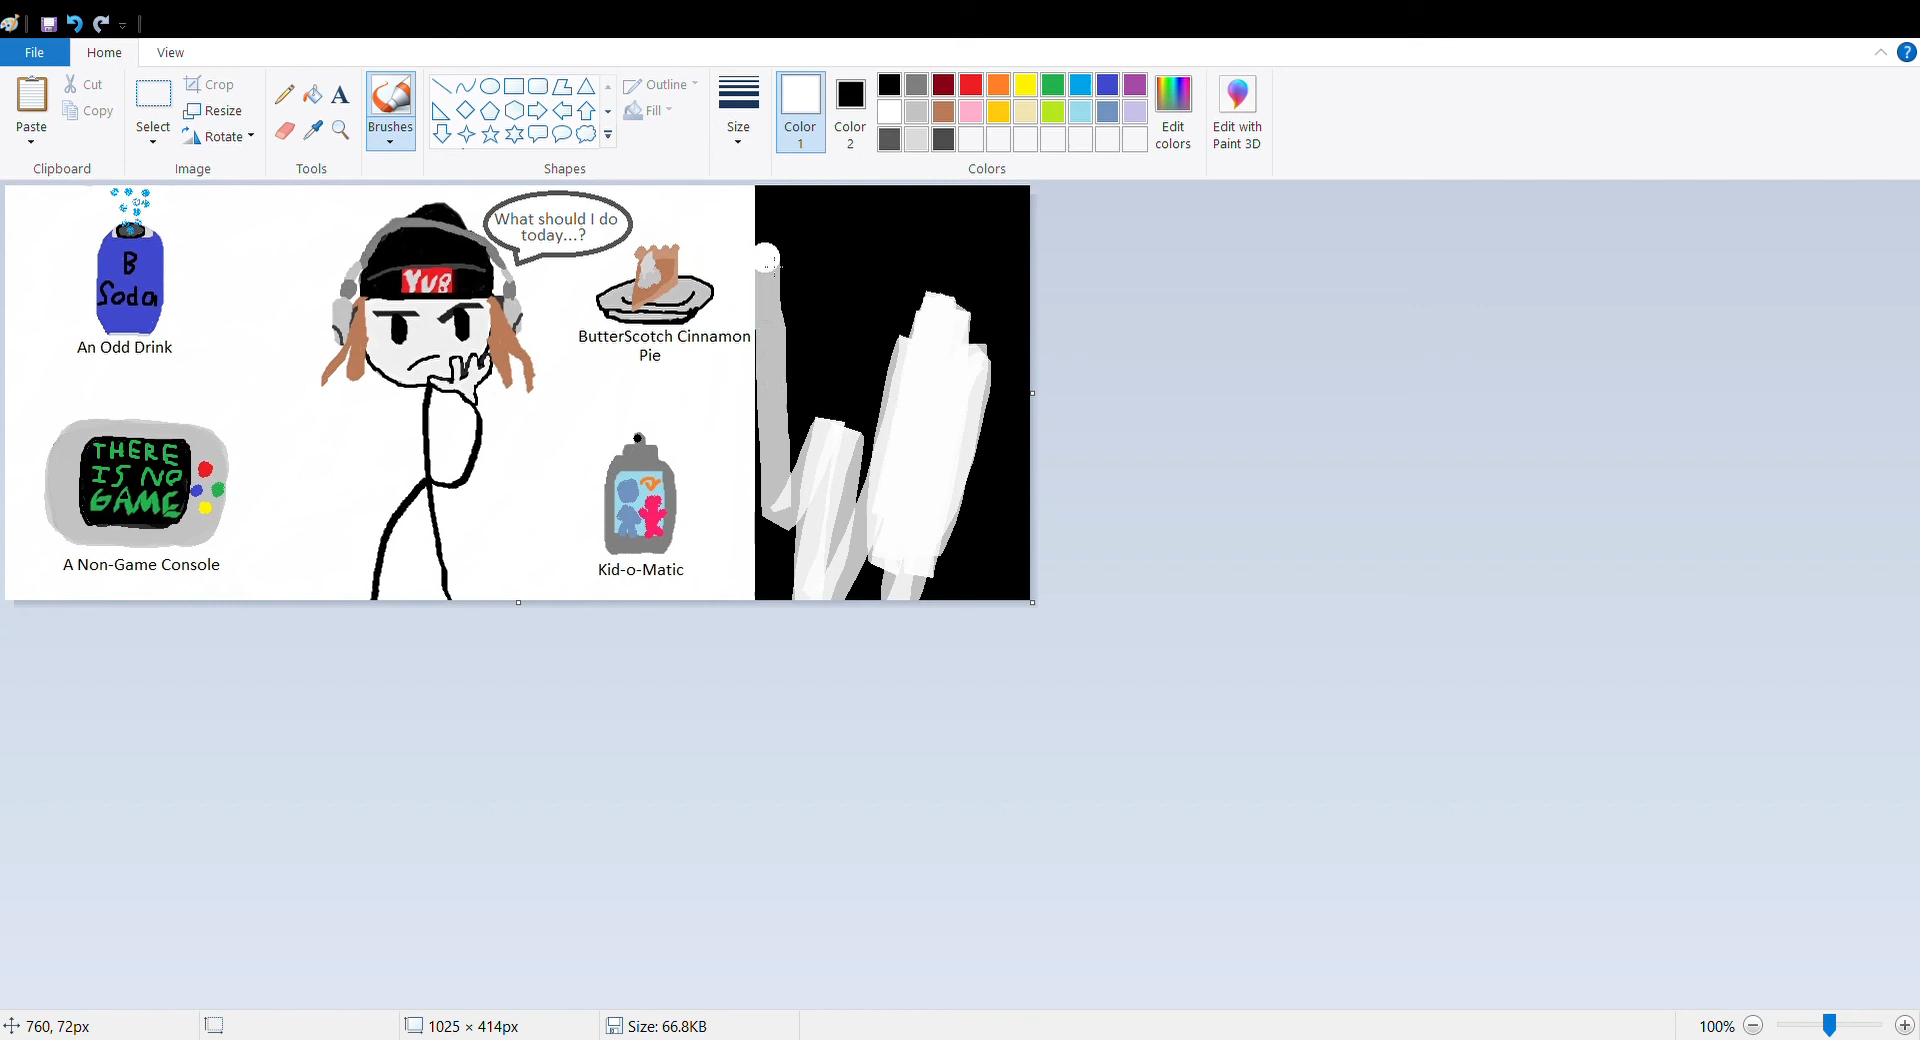 File
Home
View
Paste
Cut
Copy
Clipboard
Select
Crop
Resize
Rotate
Image
Tools
Brushes
Shapes
Outline
Fill
Size
Color
1
Color
2
Colors
Edit
colors
Edit with
Paint 3D
?
A
B
Soda
An Odd Drink
What should I do
today...?
YUB
ButterScotch Cinnamon
Pie
THERE
IS NO
GAME
A Non-Game Console
Kid-o-Matic
760, 72px
1025 × 414px
Size: 66.8KB
100%